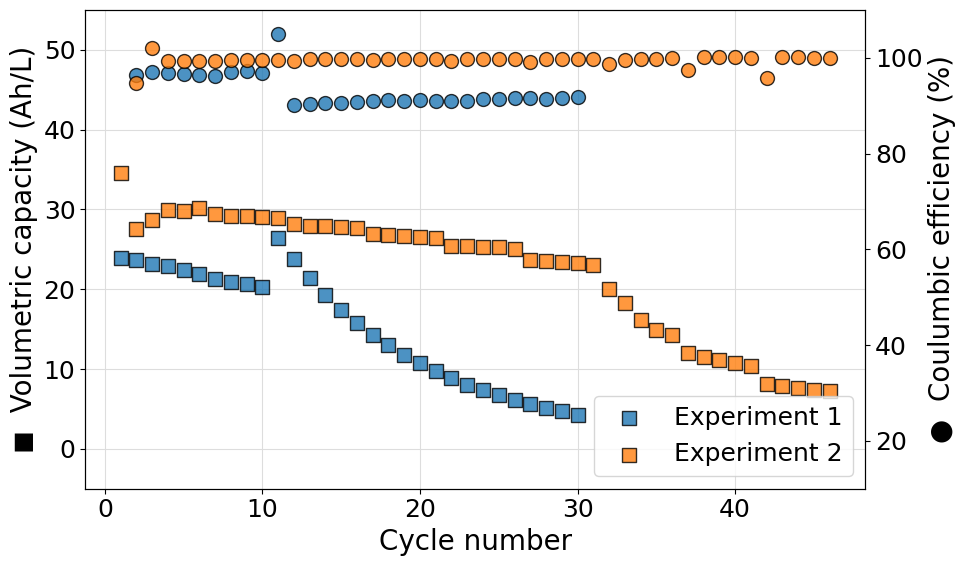 ■ Volumetric capacity (Ah/L)
50
40
30
20
10
0
100
80
60
40
20
● Coulumbic efficiency (%)
Experiment 1
Experiment 2
0 10 20 30 40
Cycle number